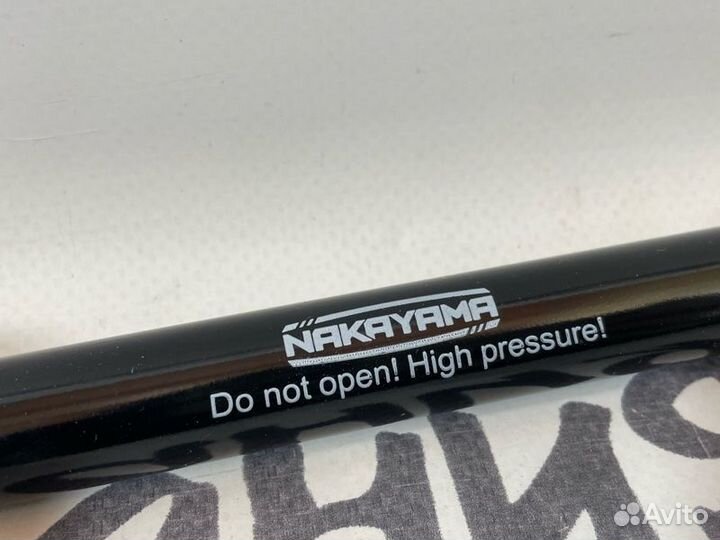 NAKAYAMA
Do not open! High pressure!
Avito